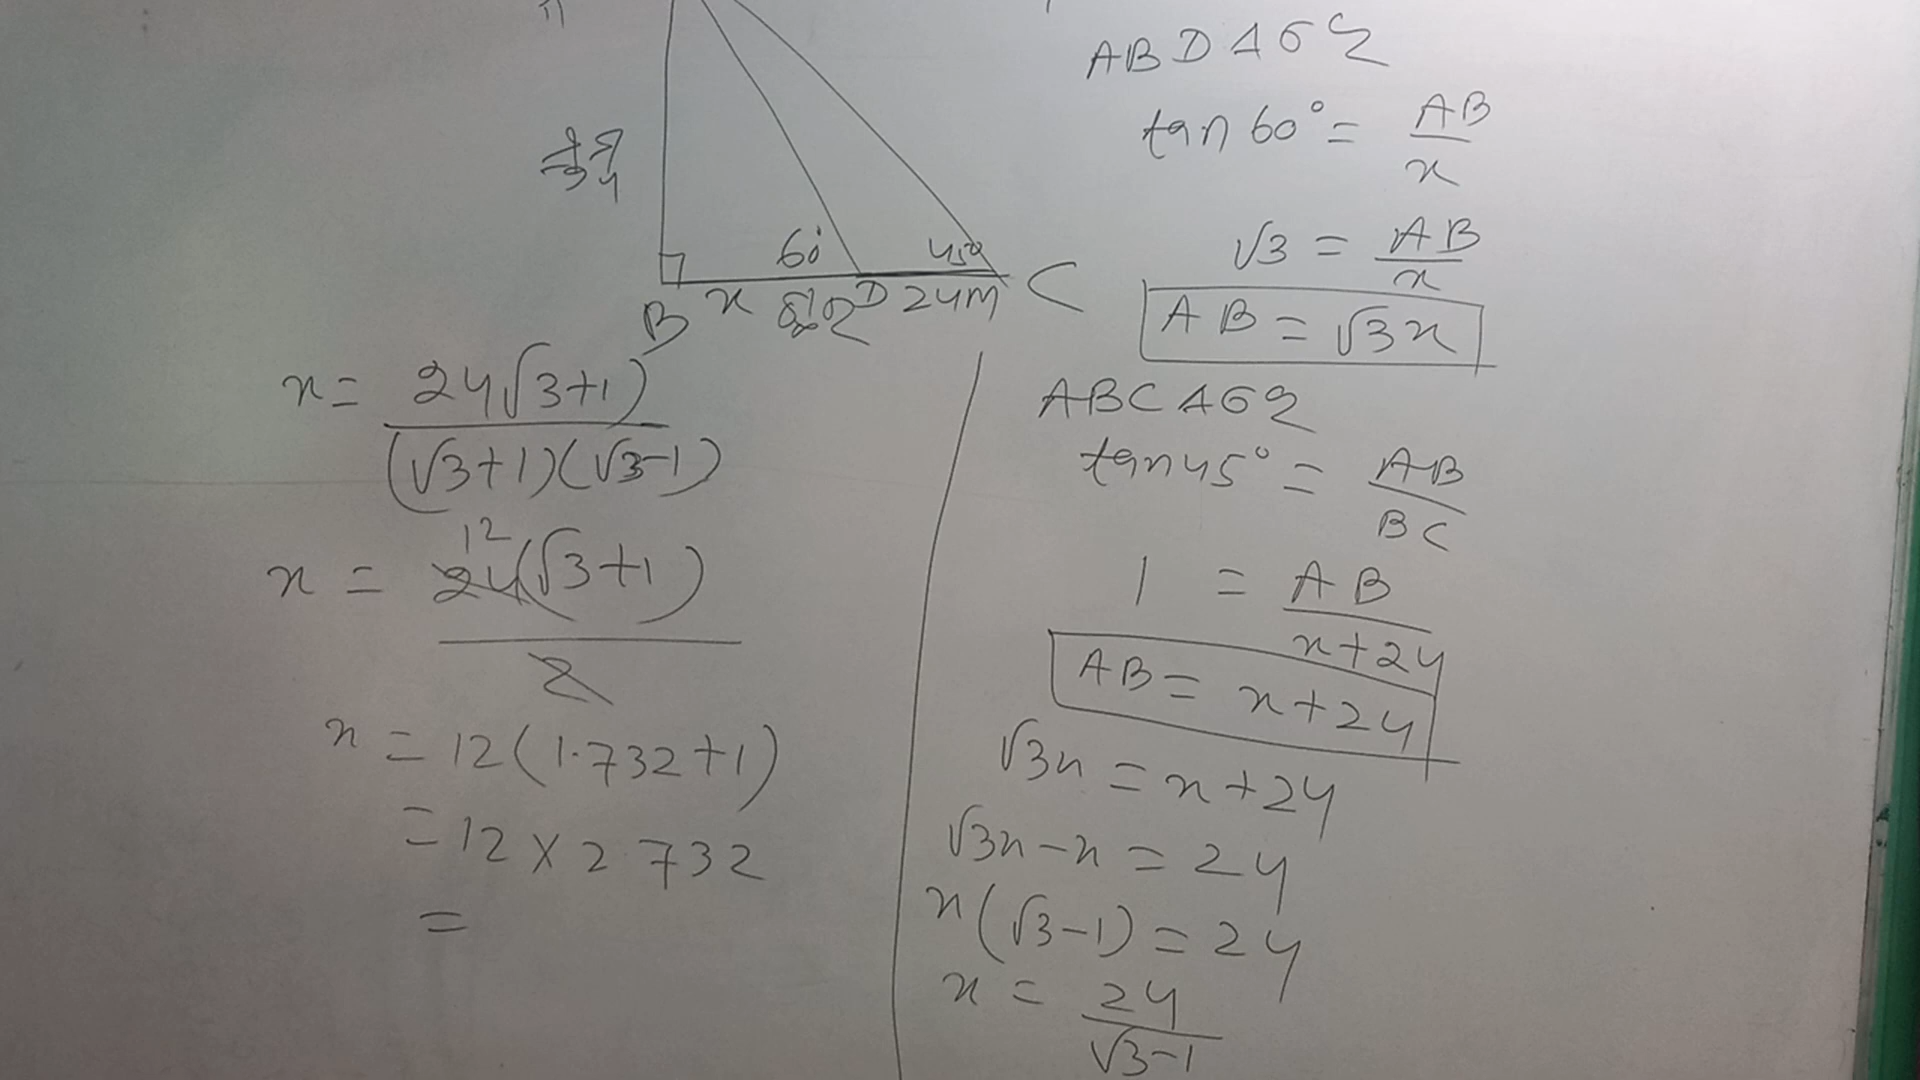 60°
45°
B x D 24m C
x = 24√3+1)
(√3+1)(√3-1)
12
x = 24(√3+1)
2
x = 12(1.732+1)
= 12 × 2 732
=
ABD
tan 60° = AB
x
√3 = AB
x
AB = √3x
ABC
tan 45° = AB
BC
1 = AB
x+24
AB = x+24
√3x = x+24
√3x - x = 24
x(√3-1) = 24
x = 24
√3-1